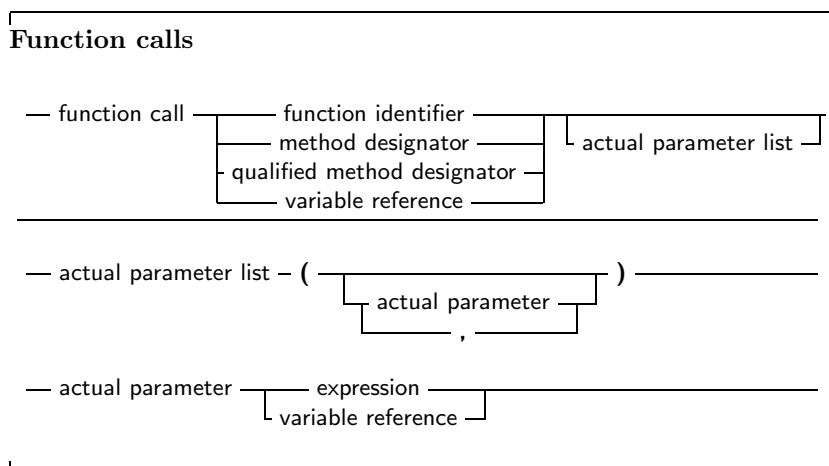 Function calls
function call function identifier
actual parameter list
method designator
qualified method designator
variable reference
actual parameter list ( )
actual parameter
,
actual parameter expression
variable reference